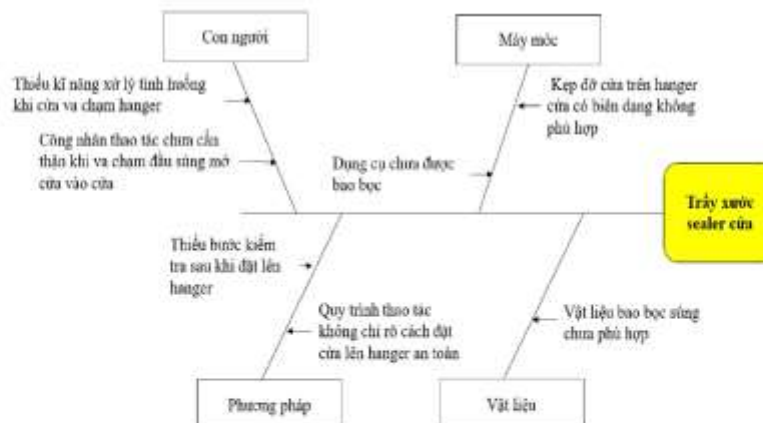 Con người
Máy móc
Thiếu kĩ năng xử lý tình huống
khi cửa va chạm hanger
Công nhân thao tác chưa cẩn
thận khi va chạm đầu súng mở
cửa vào cửa
Kẹp đỡ cửa trên hanger
cửa có biên dạng không
phù hợp
Dụng cụ chưa được
bao bọc
Trầy xước
sealer cửa
Thiếu bước kiểm
tra sau khi đặt lên
hanger
Quy trình thao tác
không chỉ rõ cách đặt
cửa lên hanger an toàn
Vật liệu bao bọc súng
chưa phù hợp
Phương pháp
Vật liệu